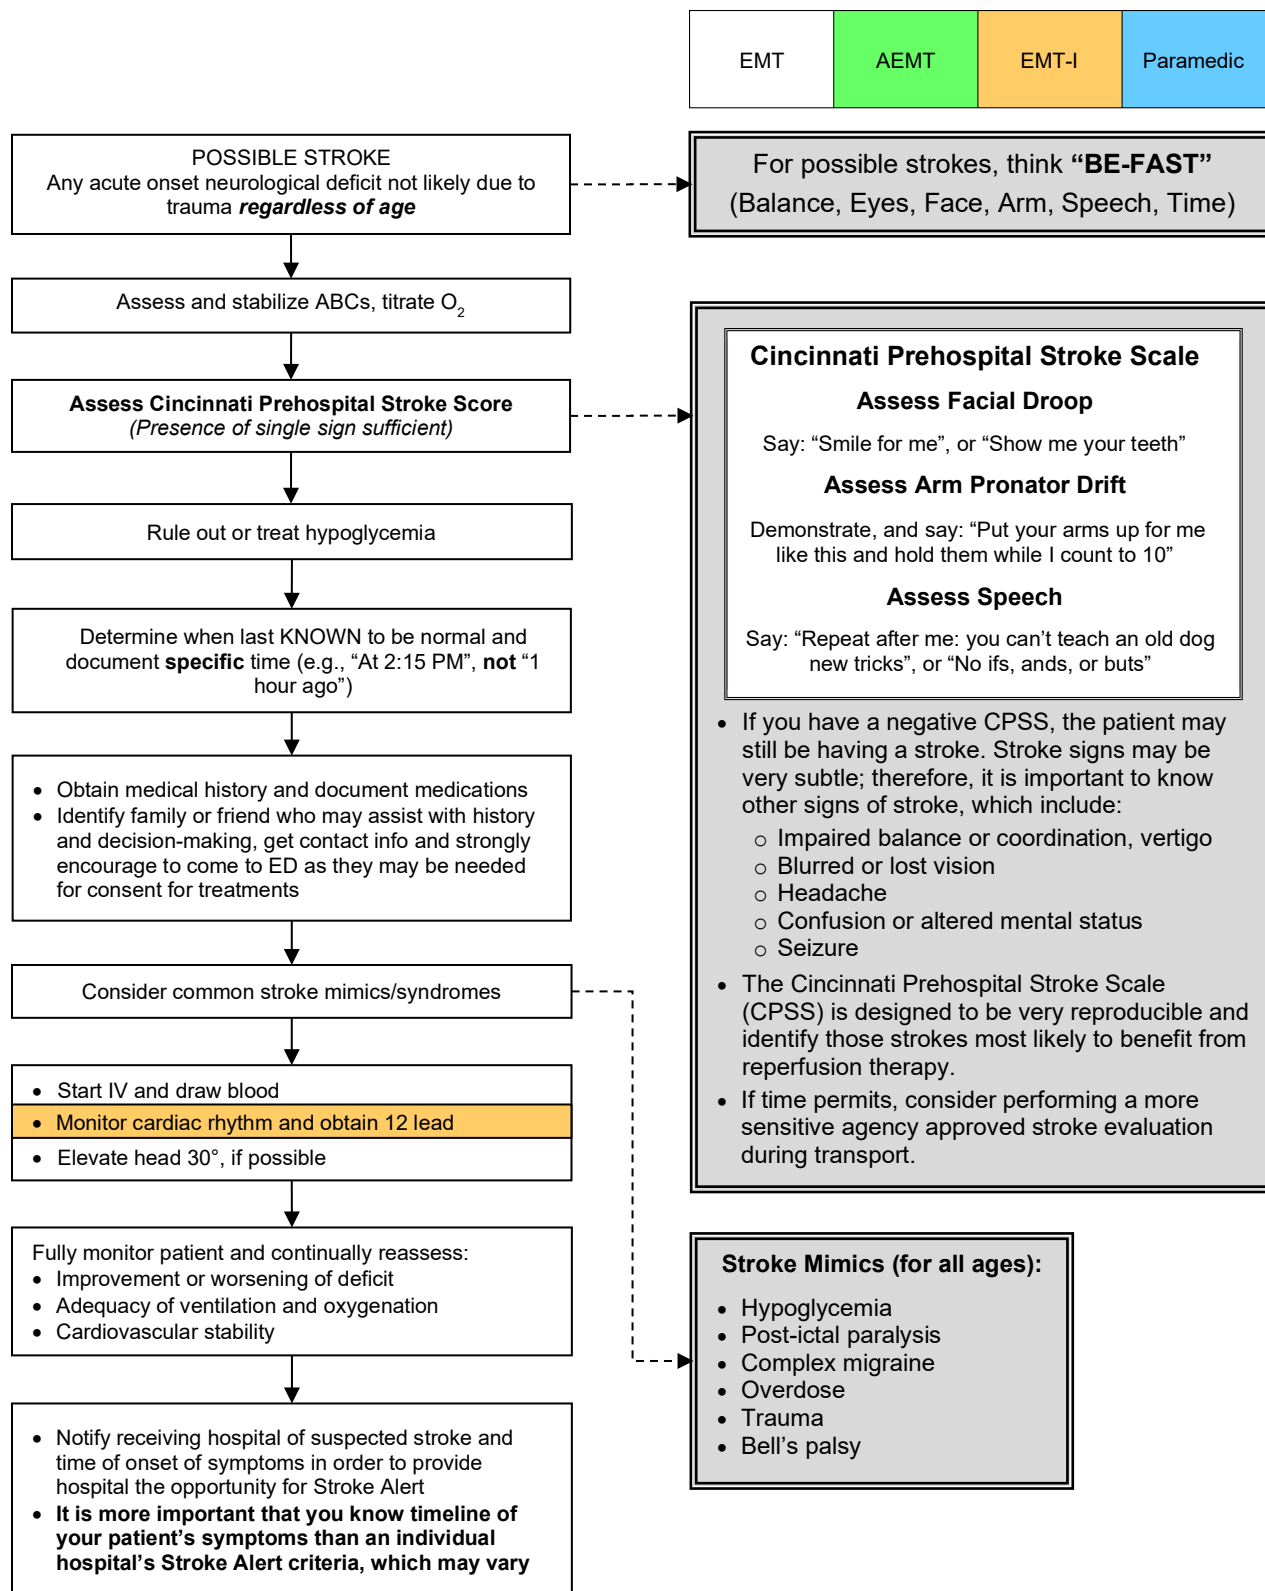 EMT
AEMT
EMT-I
Paramedic
POSSIBLE STROKE
Any acute onset neurological deficit not likely due to
trauma regardless of age
For possible strokes, think “BE-FAST”
(Balance, Eyes, Face, Arm, Speech, Time)
Assess and stabilize ABCs, titrate O2
Assess Cincinnati Prehospital Stroke Score
(Presence of single sign sufficient)
Rule out or treat hypoglycemia
Determine when last KNOWN to be normal and
document specific time (e.g., “At 2:15 PM”, not “1
hour ago”)
• Obtain medical history and document medications
• Identify family or friend who may assist with history
and decision-making, get contact info and strongly
encourage to come to ED as they may be needed
for consent for treatments
Consider common stroke mimics/syndromes
• Start IV and draw blood
• Monitor cardiac rhythm and obtain 12 lead
• Elevate head 30°, if possible
Fully monitor patient and continually reassess:
• Improvement or worsening of deficit
• Adequacy of ventilation and oxygenation
• Cardiovascular stability
• Notify receiving hospital of suspected stroke and
time of onset of symptoms in order to provide
hospital the opportunity for Stroke Alert
• It is more important that you know timeline of
your patient’s symptoms than an individual
hospital’s Stroke Alert criteria, which may vary
Cincinnati Prehospital Stroke Scale
Assess Facial Droop
Say: “Smile for me”, or “Show me your teeth”
Assess Arm Pronator Drift
Demonstrate, and say: “Put your arms up for me
like this and hold them while I count to 10”
Assess Speech
Say: “Repeat after me: you can’t teach an old dog
new tricks”, or “No ifs, ands, or buts”
• If you have a negative CPSS, the patient may
still be having a stroke. Stroke signs may be
very subtle; therefore, it is important to know
other signs of stroke, which include:
o Impaired balance or coordination, vertigo
o Blurred or lost vision
o Headache
o Confusion or altered mental status
o Seizure
• The Cincinnati Prehospital Stroke Scale
(CPSS) is designed to be very reproducible and
identify those strokes most likely to benefit from
reperfusion therapy.
• If time permits, consider performing a more
sensitive agency approved stroke evaluation
during transport.
Stroke Mimics (for all ages):
• Hypoglycemia
• Post-ictal paralysis
• Complex migraine
• Overdose
• Trauma
• Bell’s palsy